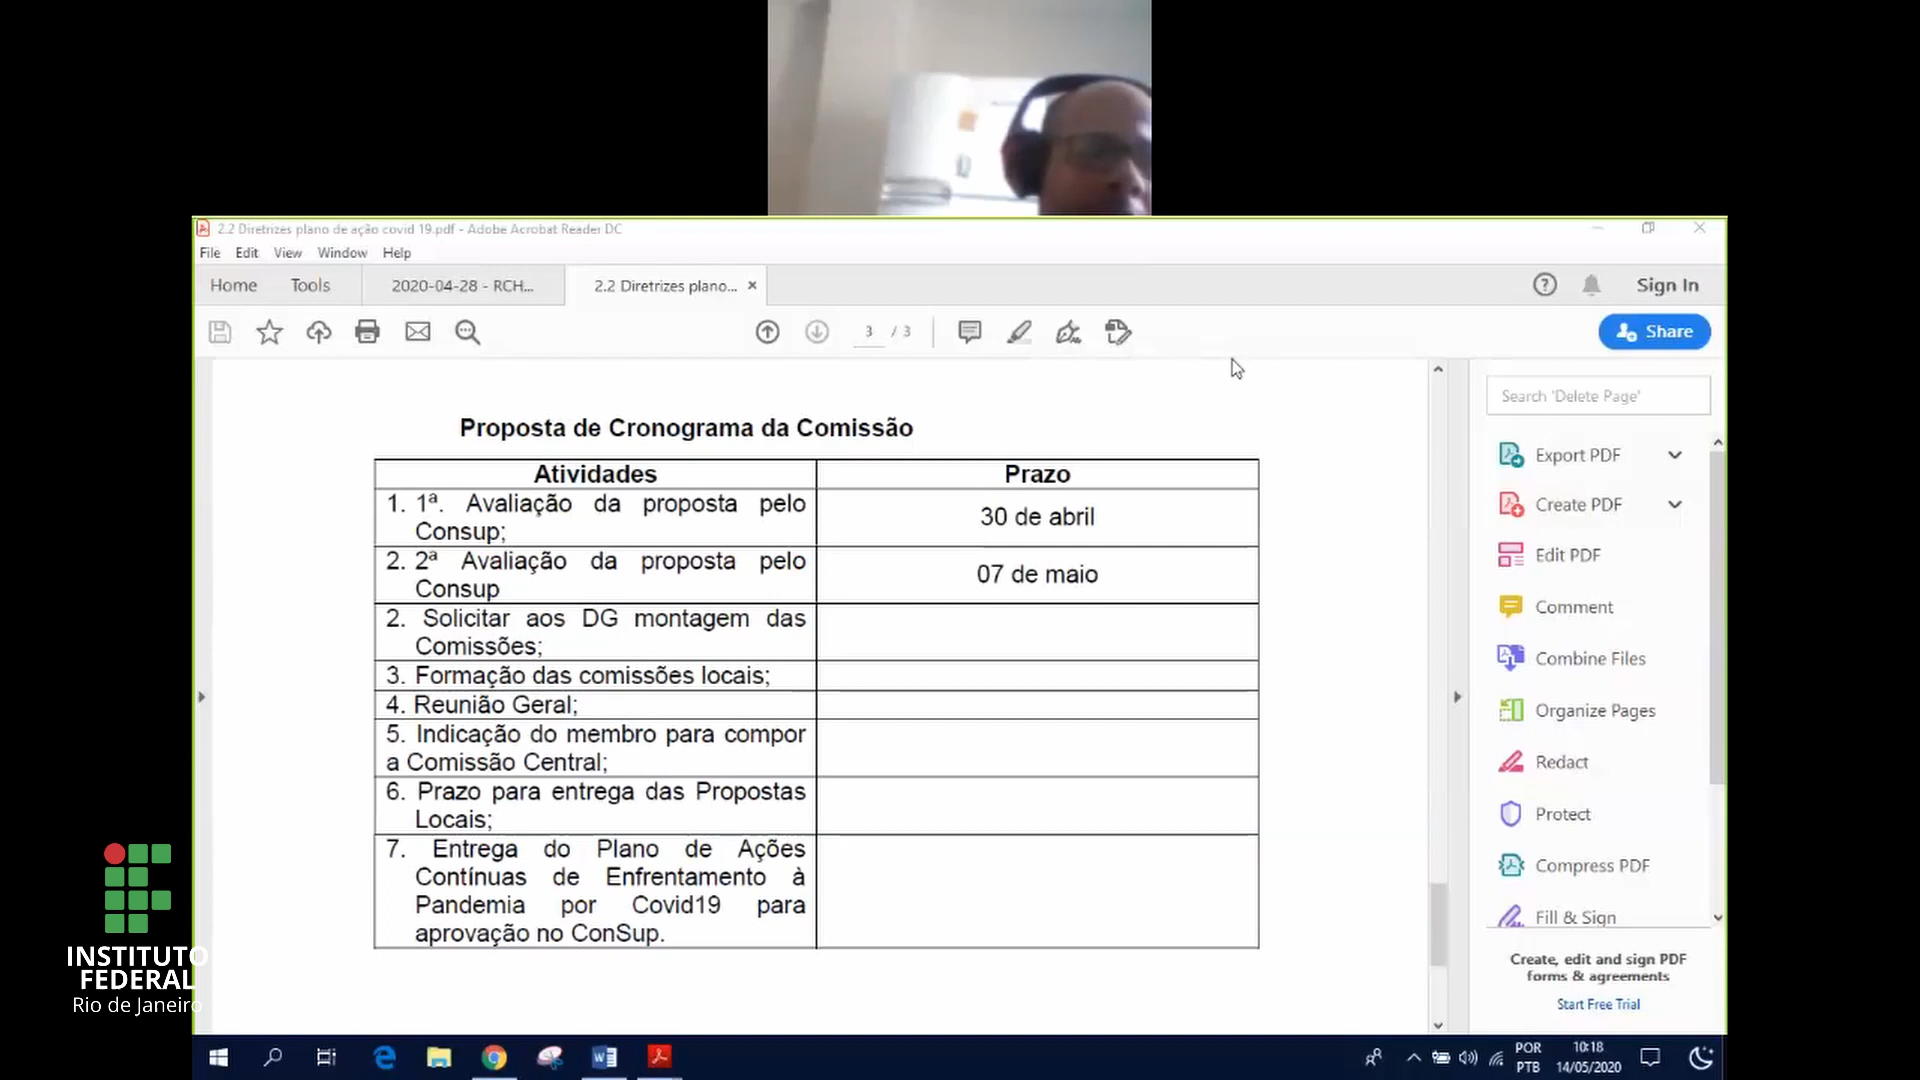 2.2 Diretrizes plano de ação covid 19.pdf - Adobe Acrobat Reader DC
File Edit View Window Help
Home Tools 2020-04-28 - RCH... 2.2 Diretrizes plano... Sign In
3 / 3 Share
Search 'Delete Page'
Export PDF
Create PDF
Edit PDF
Comment
Combine Files
Organize Pages
Redact
Protect
Compress PDF
Fill & Sign
Create, edit and sign PDF
forms & agreements
Start Free Trial
Proposta de Cronograma da Comissão
Atividades Prazo
1. 1ª. Avaliação da proposta pelo
Consup;
30 de abril
2. 2ª Avaliação da proposta pelo
Consup
07 de maio
2. Solicitar aos DG montagem das
Comissões;
3. Formação das comissões locais;
4. Reunião Geral;
5. Indicação do membro para compor
a Comissão Central;
6. Prazo para entrega das Propostas
Locais;
7. Entrega do Plano de Ações
Contínuas de Enfrentamento à
Pandemia por Covid19 para
aprovação no ConSup.
INSTITUTO
FEDERAL
Rio de Janeiro
POR
PTB
10:18
14/05/2020